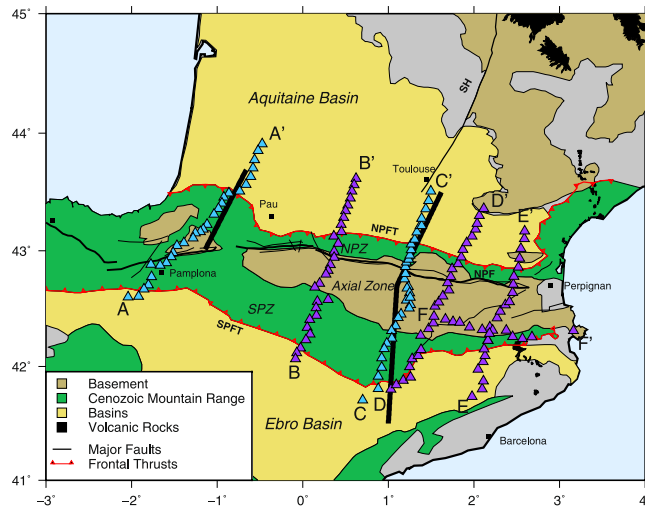 45°
44°
43°
42°
41°
−3
−2
−1
0°
1°
2°
3°
4
Aquitaine Basin
SH
A'
B'
Toulouse
C'
D'
E'
Pau
NPFT
NPZ
NPF
Pamplona
Axial Zone
Perpignan
A
SPZ
SPFT
F
F'
B
C
D
E
Ebro Basin
Barcelona
Basement
Cenozoic Mountain Range
Basins
Volcanic Rocks
Major Faults
Frontal Thrusts